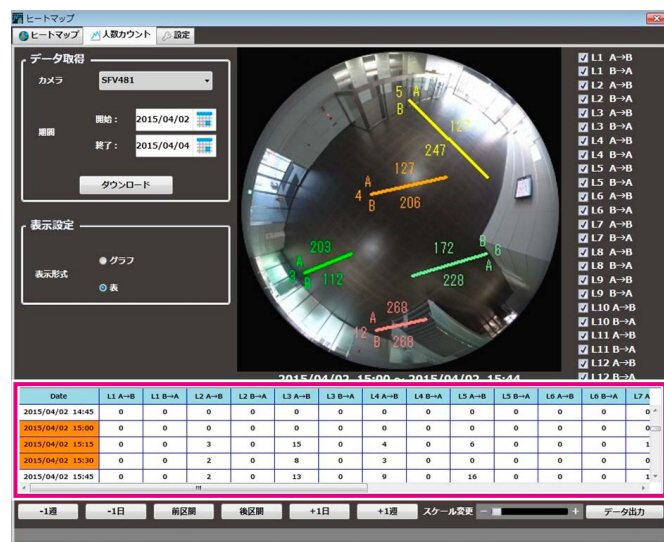 ヒートマップ
ヒートマップ 人数カウント 設定
データ取得
カメラ SFV481
期間
開始： 2015/04/02
終了： 2015/04/04
ダウンロード
表示設定
表示形式
グラフ
表
5 A
B
127
247
127
A
4 B 206
203
A
B 112
172 B 6
A
228
268
A
12 B 268
2015/04/02 15:00 ~ 2015/04/02 15:44
L1 A→B
L1 B→A
L2 A→B
L2 B→A
L3 A→B
L3 B→A
L4 A→B
L4 B→A
L5 A→B
L5 B→A
L6 A→B
L6 B→A
L7 A→B
L7 B→A
L8 A→B
L8 B→A
L9 A→B
L9 B→A
L10 A→B
L10 B→A
L11 A→B
L11 B→A
L12 A→B
L12 B→A
Date L1 A→B L1 B→A L2 A→B L2 B→A L3 A→B L3 B→A L4 A→B L4 B→A L5 A→B L5 B→A L6 A→B L6 B→A L7 A
2015/04/02 14:45 0 0 0 0 0 0 0 0 0 0 0 0 0
2015/04/02 15:00 0 0 0 0 0 0 0 0 0 0 0 0 0
2015/04/02 15:15 0 0 3 0 15 0 4 0 6 0 0 0 1
2015/04/02 15:30 0 0 2 0 8 0 3 0 0 0 0 0 0
2015/04/02 15:45 0 0 2 0 13 0 9 0 16 0 0 0 1
-1週 -1日 前区間 後区間 +1日 +1週 スケール変更 - + データ出力